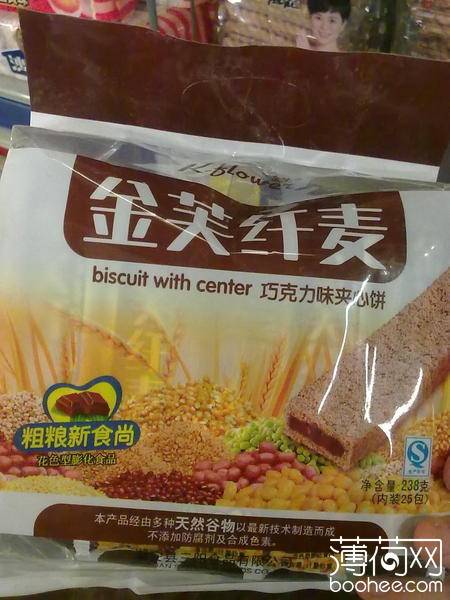 K-flower
金芙纤麦
biscuit with center 巧克力味夹心饼
粗粮新食尚
花色型膨化食品
净含量 238克
(内装25包)
本产品经由多种天然谷物以最新技术制造而成
不添加防腐剂及合成色素。
薄荷网
boohee.com